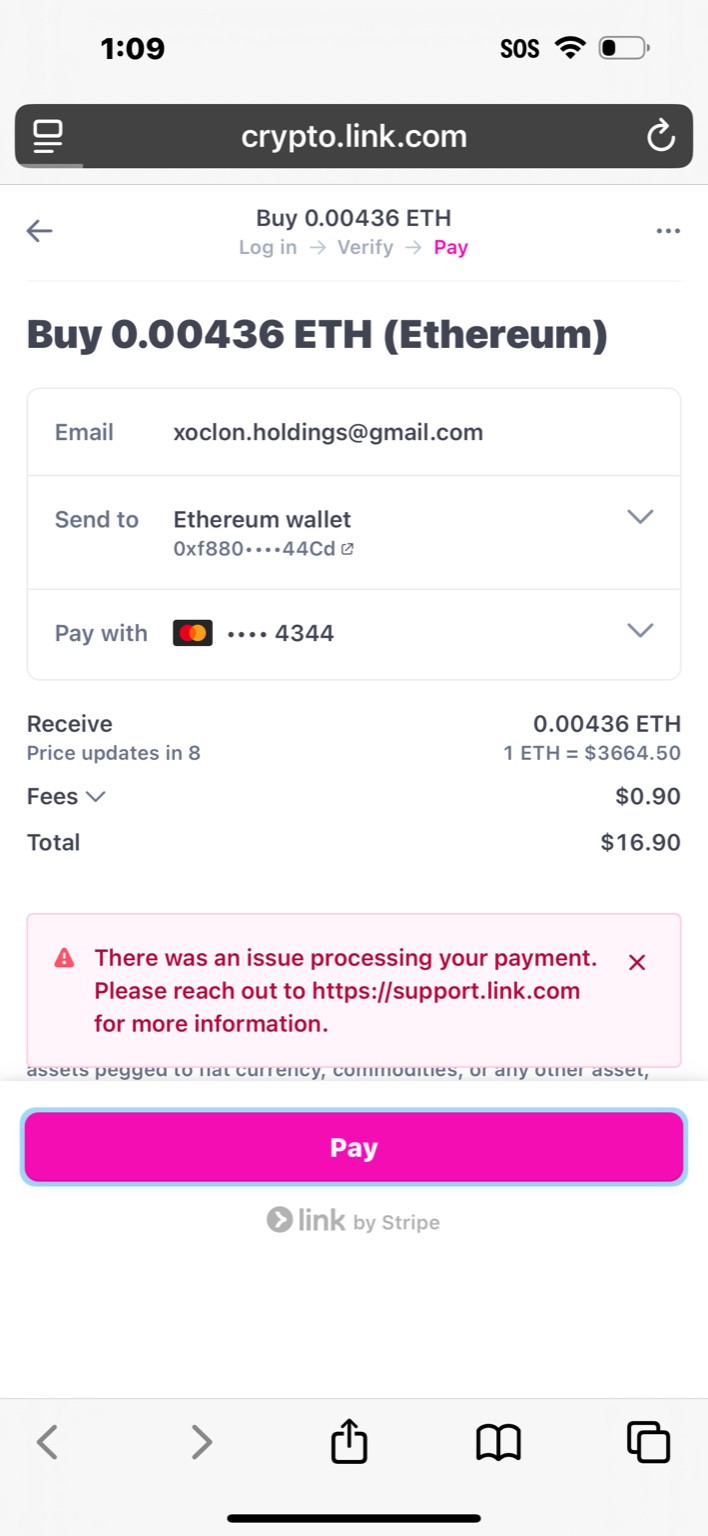 1:09
SOS
crypto.link.com
Buy 0.00436 ETH
Log in → Verify → Pay
Buy 0.00436 ETH (Ethereum)
Email xoclon.holdings@gmail.com
Send to Ethereum wallet
0xf880••••44Cd
Pay with •••• 4344
Receive 0.00436 ETH
Price updates in 8 1 ETH = $3664.50
Fees $0.90
Total $16.90
There was an issue processing your payment.
Please reach out to https://support.link.com
for more information.
assets pegged to fiat currency, commodities, or any other asset,
Pay
link by Stripe